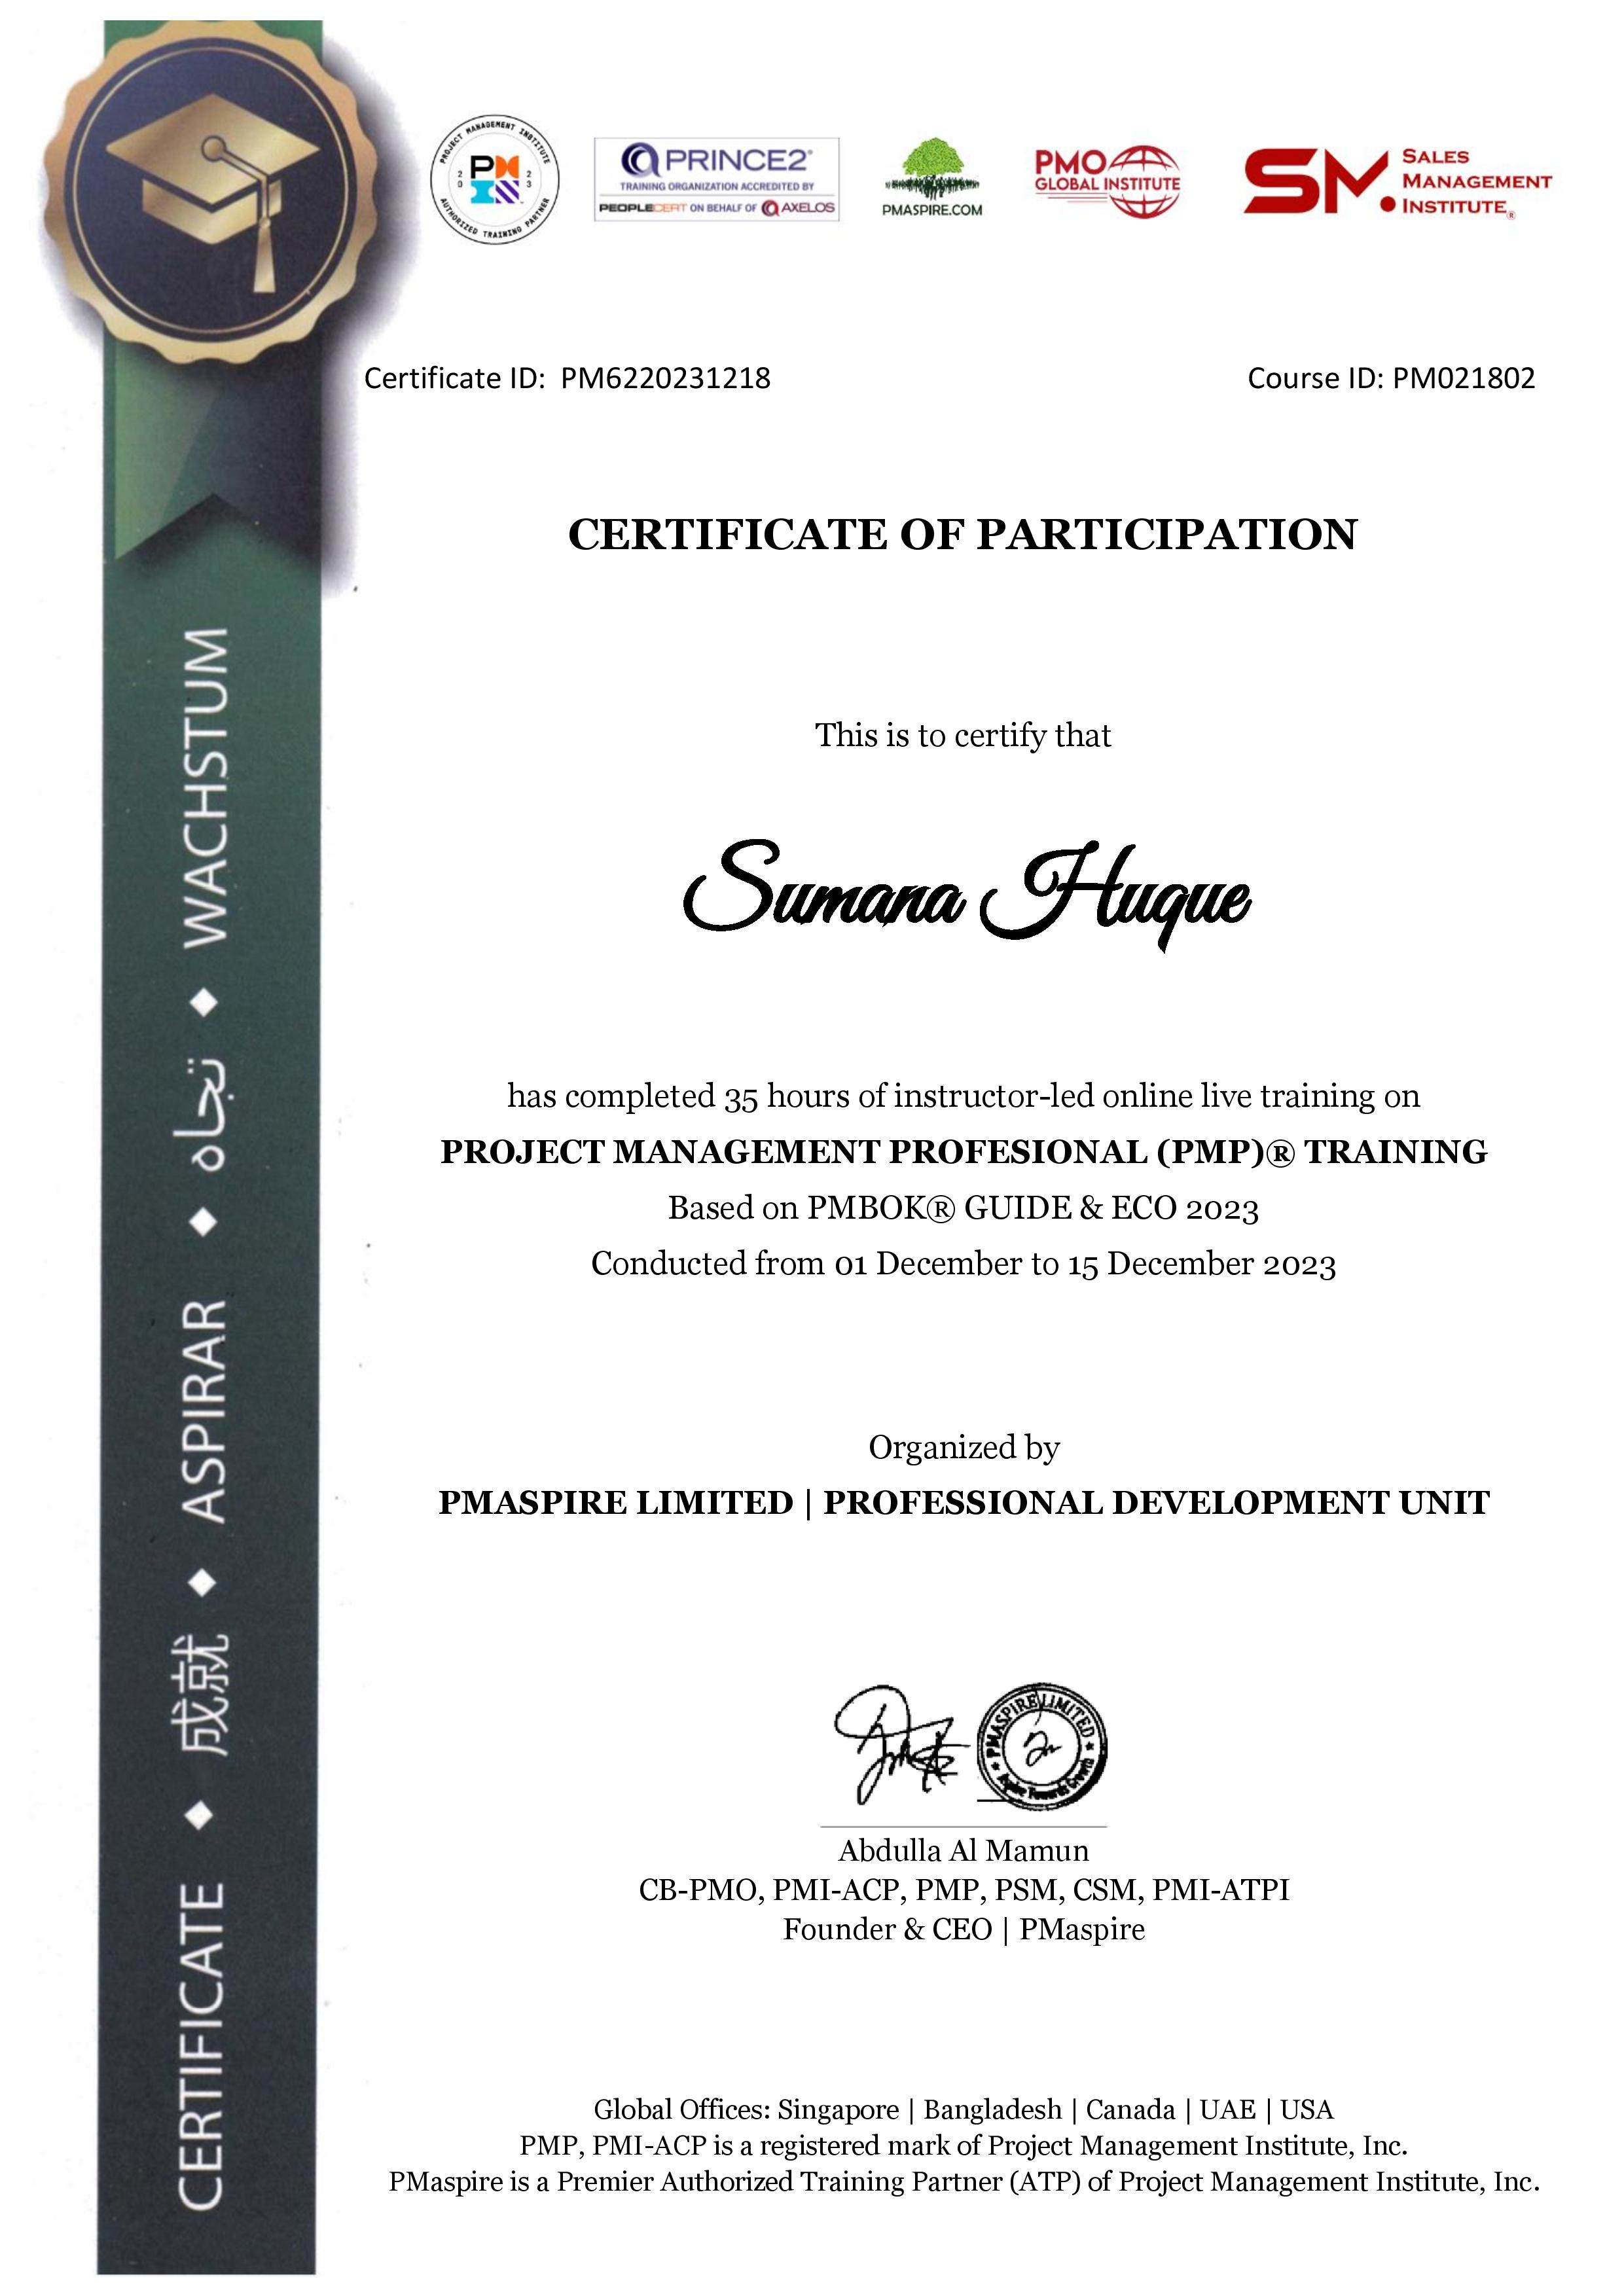 PROJECT MANAGEMENT INSTITUTE
2023
PM
AUTHORIZED TRAINING PARTNER
PRINCE2®
TRAINING ORGANIZATION ACCREDITED BY
PEOPLECERT ON BEHALF OF AXELOS
PMASPIRE.COM
PMO
GLOBAL INSTITUTE
SM.
SALES
MANAGEMENT
INSTITUTE®
Certificate ID: PM6220231218
Course ID: PM021802
CERTIFICATE OF PARTICIPATION
This is to certify that
Sumana Huque
has completed 35 hours of instructor-led online live training on
PROJECT MANAGEMENT PROFESIONAL (PMP)® TRAINING
Based on PMBOK® GUIDE & ECO 2023
Conducted from 01 December to 15 December 2023
Organized by
PMASPIRE LIMITED | PROFESSIONAL DEVELOPMENT UNIT
PMASPIRE LIMITED
Aspire Towards Growth
Abdulla Al Mamun
CB-PMO, PMI-ACP, PMP, PSM, CSM, PMI-ATPI
Founder & CEO | PMaspire
Global Offices: Singapore | Bangladesh | Canada | UAE | USA
PMP, PMI-ACP is a registered mark of Project Management Institute, Inc.
PMaspire is a Premier Authorized Training Partner (ATP) of Project Management Institute, Inc.
CERTIFICATE ◆ 成就 ◆ ASPIRAR ◆ تجاه ◆ WACHSTUM